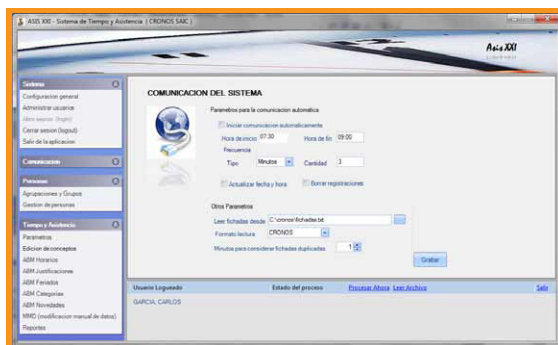 ASIS XXI - Sistema de Tiempo y Asistencia ( CRONOS SAIC )
Asis XXI
Sistema
Configuracion general
Administrar usuarios
Abrir sesion (login)
Cerrar sesion (logout)
Salir de la aplicacion
Comunicacion
Personas
Agrupaciones y Grupos
Gestion de personas
Tiempo y Asistencia
Parametros
Edicion de conceptos
ABM Horarios
ABM Justificaciones
ABM Feriados
ABM Categorias
ABM Novedades
MMD (modificacion manual de datos)
Reportes
COMUNICACION DEL SISTEMA
Parametros para la comunicacion automatica
Iniciar comunicacion automaticamente
Hora de inicio 07:30 Hora de fin 09:00
Frecuencia
Tipo Minutos Cantidad 3
Actualizar fecha y hora Borrar registraciones
Otros Parametros
Leer fichadas desde C:\cronos\fichadas.txt
Formato lectura CRONOS
Minutos para considerar fichadas duplicadas 1
Grabar
Usuario Logueado Estado del proceso Procesar Ahora Leer Archivo Salir
GARCIA, CARLOS